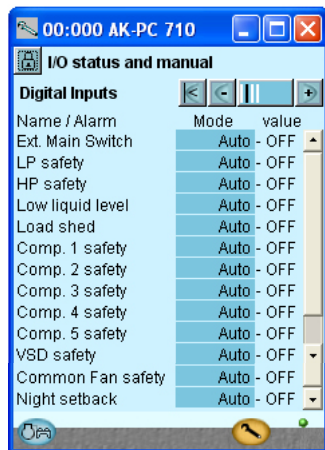 00:000 AK-PC 710
I/O status and manual
Digital Inputs
Name / Alarm Mode value
Ext. Main Switch Auto - OFF
LP safety Auto - OFF
HP safety Auto - OFF
Low liquid level Auto - OFF
Load shed Auto - OFF
Comp. 1 safety Auto - OFF
Comp. 2 safety Auto - OFF
Comp. 3 safety Auto - OFF
Comp. 4 safety Auto - OFF
Comp. 5 safety Auto - OFF
VSD safety Auto - OFF
Common Fan safety Auto - OFF
Night setback Auto - OFF